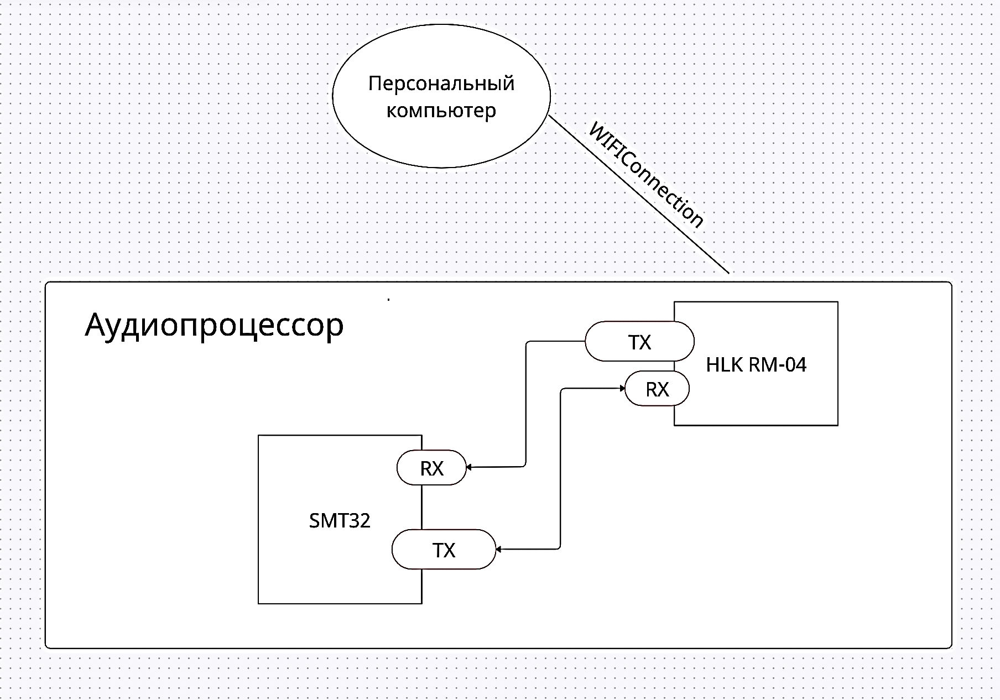 Персональный
компьютер
WIFIConnection
Аудиопроцессор
TX
HLK RM-04
RX
RX
SMT32
TX